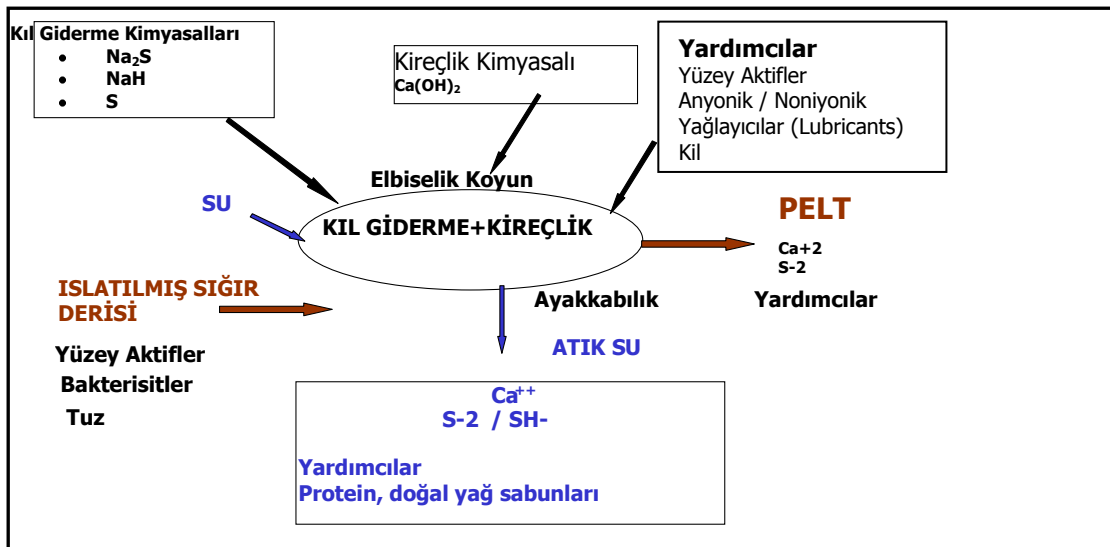 Kıl Giderme Kimyasalları
• Na₂S
• NaH
• S
Kireçlik Kimyasalı
Ca(OH)₂
Yardımcılar
Yüzey Aktifler
Anyonik / Noniyonik
Yağlayıcılar (Lubricants)
Kil
Elbiselik Koyun
SU
KIL GİDERME+KİREÇLİK
PELT
Ca+2
S-2
Yardımcılar
ISLATILMIŞ SIĞIR
DERİSİ
Ayakkabılık
ATIK SU
Yüzey Aktifler
Bakterisitler
Tuz
Ca⁺⁺
S-2 / SH-
Yardımcılar
Protein, doğal yağ sabunları